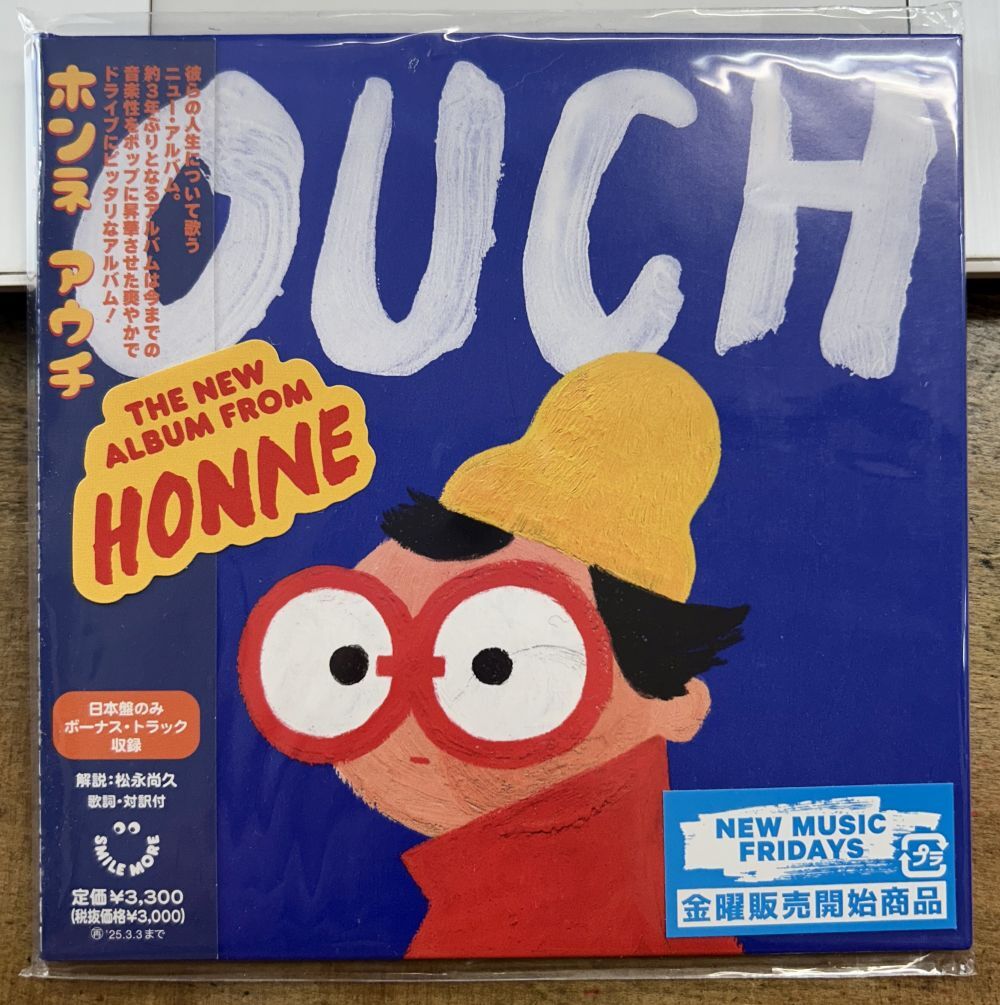 OUCH
ホンネ アウチ
彼らの人生について歌う
ニュー・アルバム。
約3年ぶりとなるアルバムは今までの
音楽性をポップに昇華させた爽やかで
ドライブにピッタリなアルバム!
THE NEW
ALBUM FROM
HONNE
日本盤のみ
ボーナス・トラック
収録
解説:松永尚久
歌詞・対訳付
SMILE MORE
定価¥3,300
(税抜価格¥3,000)
再 '25.3.3まで
NEW MUSIC
FRIDAYS
プラ
金曜販売開始商品